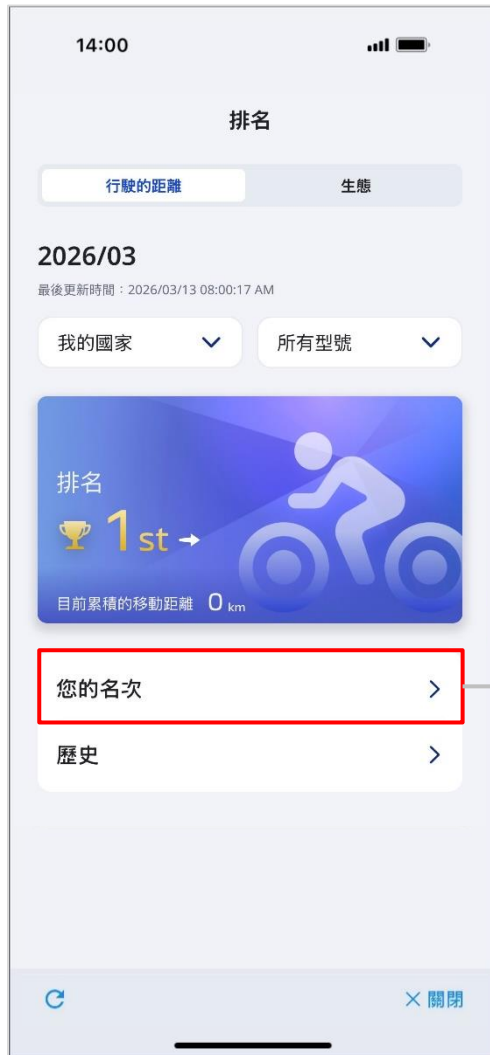 14:00
排名
行駛的距離 生態
2026/03
最後更新時間：2026/03/13 08:00:17 AM
我的國家 所有型號
排名
1st
目前累積的移動距離 0 km
您的名次
歷史
關閉